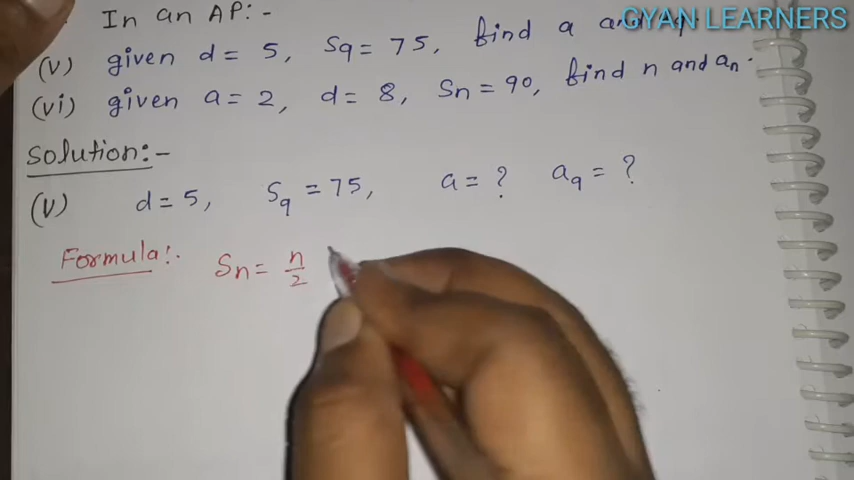 In an AP:-
GYAN LEARNERS
(v) given d = 5, S9 = 75, find a and
(vi) given a = 2, d = 8, Sn = 90, find n and an.
Solution:-
(v) d = 5, S9 = 75, a = ? a9 = ?
Formula:. Sn = n/2